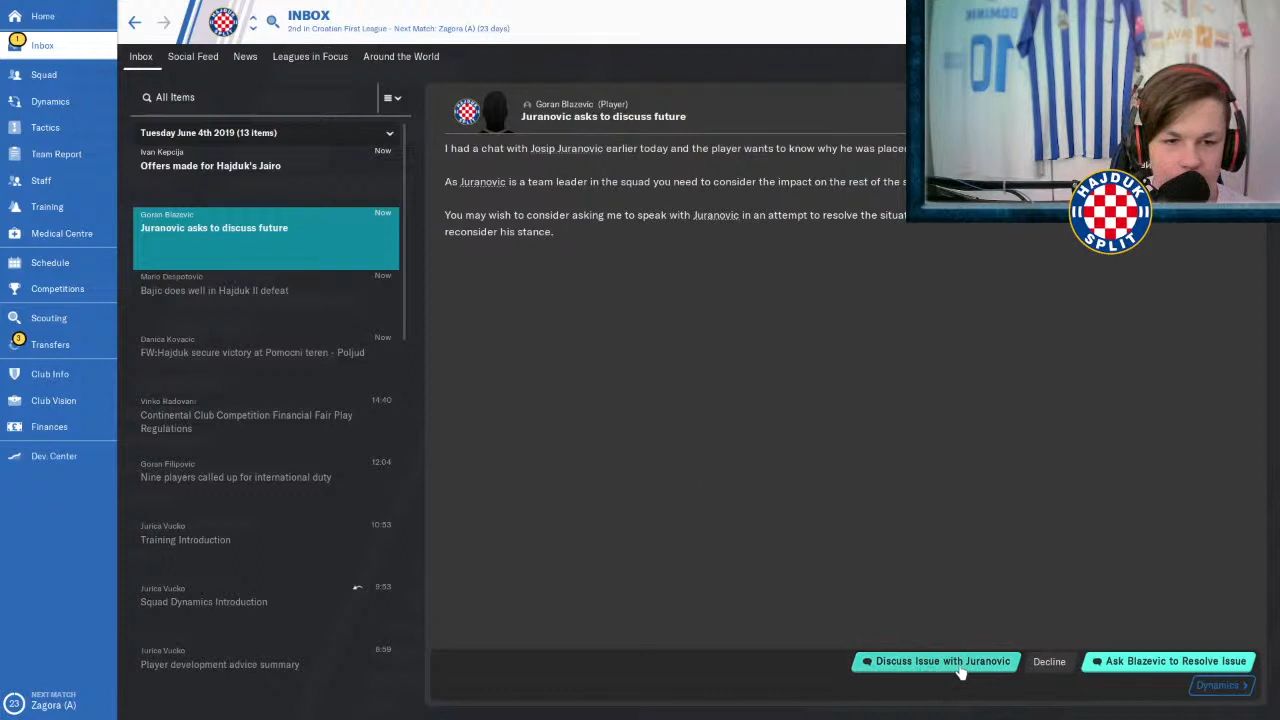 Home
1
Inbox
Squad
Dynamics
Tactics
Team Report
Staff
Training
Medical Centre
Schedule
Competitions
Scouting
3
Transfers
Club Info
Club Vision
Finances
Dev. Center
23
NEXT MATCH
Zagora (A)
INBOX
2nd in Croatian First League - Next Match: Zagora (A) (23 days)
Inbox
Social Feed
News
Leagues in Focus
Around the World
All Items
Tuesday June 4th 2019 (13 items)
Ivan Kepcija
Now
Offers made for Hajduk's Jairo
Goran Blazevic
Now
Juranovic asks to discuss future
Mario Despotovic
Now
Bajic does well in Hajduk II defeat
Danica Kovacic
Now
FW:Hajduk secure victory at Pomocni teren - Poljud
Vinko Radovani
14:40
Continental Club Competition Financial Fair Play
Regulations
Goran Filipovic
12:04
Nine players called up for international duty
Jurica Vucko
10:53
Training Introduction
Jurica Vucko
9:53
Squad Dynamics Introduction
Jurica Vucko
8:59
Player development advice summary
Goran Blazevic (Player)
Juranovic asks to discuss future
I had a chat with Josip Juranovic earlier today and the player wants to know why he was
As Juranovic is a team leader in the squad you need to consider the impact on the rest of the
You may wish to consider asking me to speak with Juranovic in an attempt to resolve the
reconsider his stance.
Discuss Issue with Juranovic
Decline
Ask Blazevic to Resolve Issue
Dynamics
DOMINIK
10
HAJDUK
SPLIT